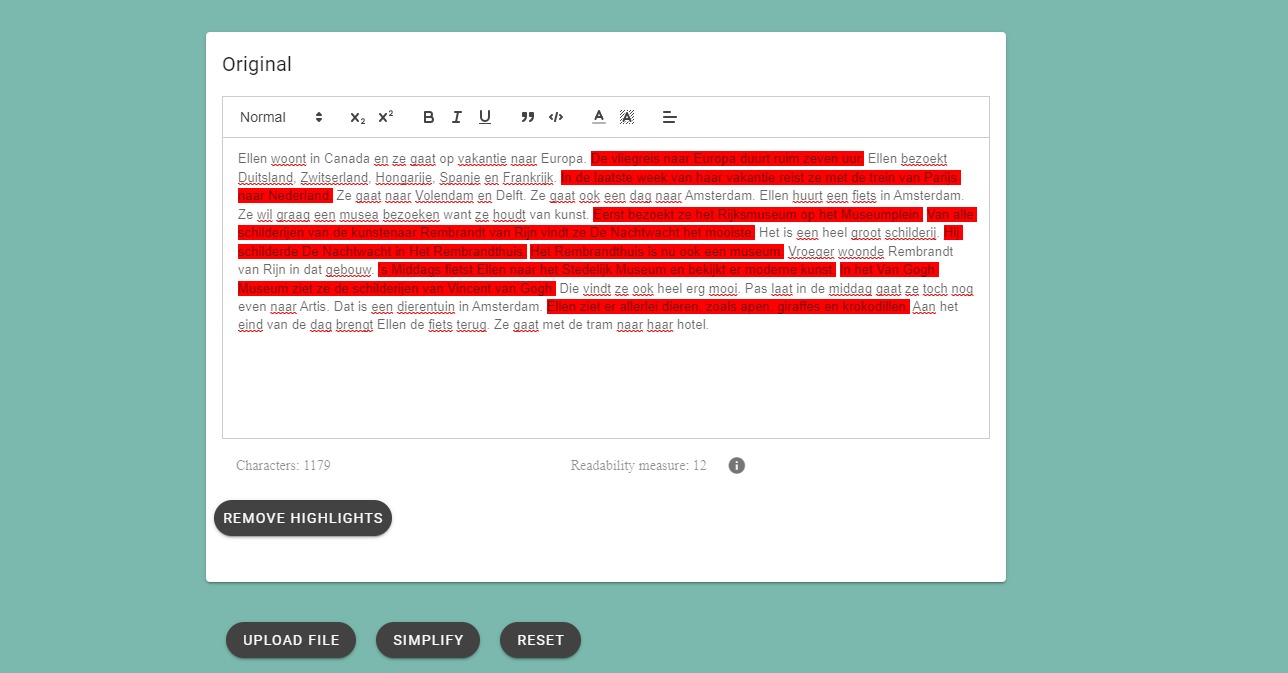 Original
Normal
Ellen woont in Canada en ze gaat op vakantie naar Europa. De vliegreis naar Europa duurt ruim zeven uur. Ellen bezoekt
Duitsland, Zwitserland, Hongarije, Spanje en Frankrijk. In de laatste week van haar vakantie reist ze met de trein van Parijs
naar Nederland. Ze gaat naar Volendam en Delft. Ze gaat ook een dag naar Amsterdam. Ellen huurt een fiets in Amsterdam.
Ze wil graag een musea bezoeken want ze houdt van kunst. Eerst bezoekt ze het Rijksmuseum op het Museumplein. Van alle
schilderijen van de kunstenaar Rembrandt van Rijn vindt ze De Nachtwacht het mooiste. Het is een heel groot schilderij. Hij
schilderde De Nachtwacht in Het Rembrandthuis. Het Rembrandthuis is nu ook een museum. Vroeger woonde Rembrandt
van Rijn in dat gebouw. 's Middags fietst Ellen naar het Stedelijk Museum en bekijkt er moderne kunst. In het Van Gogh
Museum ziet ze de schilderijen van Vincent van Gogh. Die vindt ze ook heel erg mooi. Pas laat in de middag gaat ze toch nog
even naar Artis. Dat is een dierentuin in Amsterdam. Ellen ziet er allerlei dieren, zoals apen, giraffes en krokodillen. Aan het
eind van de dag brengt Ellen de fiets terug. Ze gaat met de tram naar haar hotel.
Characters: 1179 Readability measure: 12
REMOVE HIGHLIGHTS
UPLOAD FILE SIMPLIFY RESET